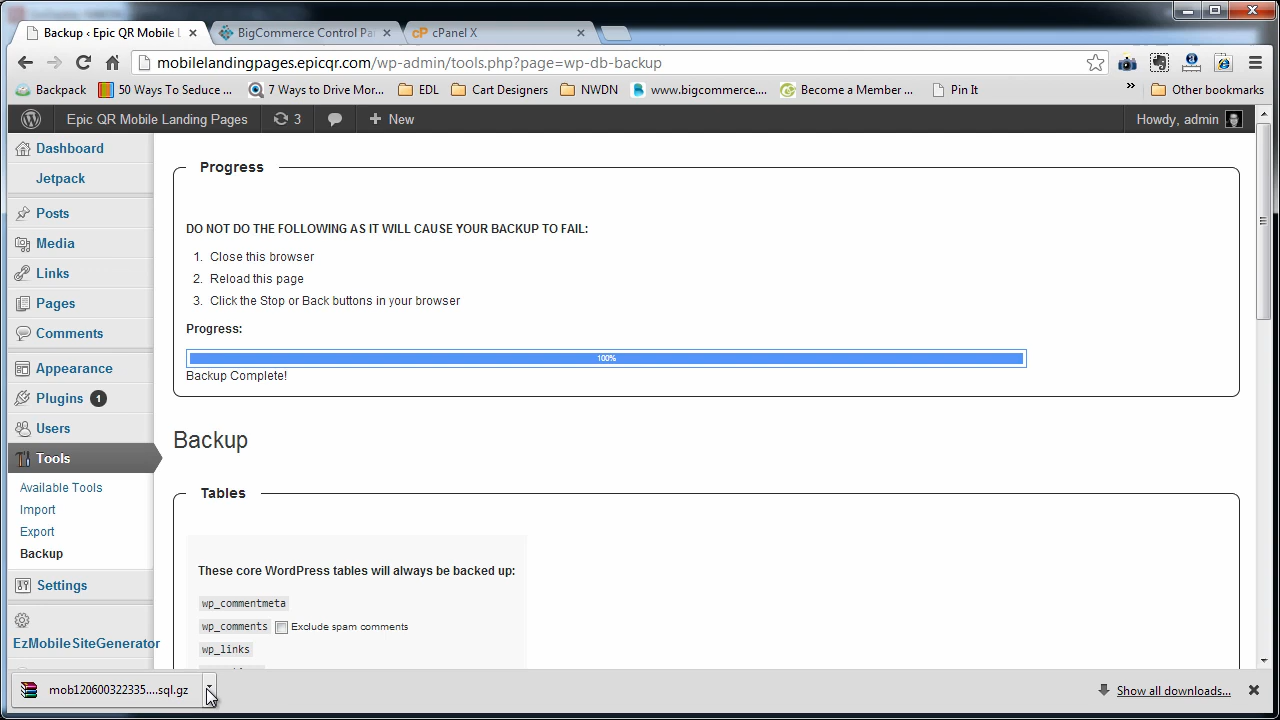 Backup ‹ Epic QR Mobile L
BigCommerce Control Pa
cPanel X
mobilelandingpages.epicqr.com/wp-admin/tools.php?page=wp-db-backup
Backpack
50 Ways To Seduce ...
7 Ways to Drive Mor...
EDL
Cart Designers
NWDN
www.bigcommerce....
Become a Member ...
Pin It
»
Other bookmarks
Epic QR Mobile Landing Pages
3
New
Howdy, admin
Dashboard
Jetpack
Posts
Media
Links
Pages
Comments
Appearance
Plugins 1
Users
Tools
Available Tools
Import
Export
Backup
Settings
EzMobileSiteGenerator
Progress
DO NOT DO THE FOLLOWING AS IT WILL CAUSE YOUR BACKUP TO FAIL:
1. Close this browser
2. Reload this page
3. Click the Stop or Back buttons in your browser
Progress:
100%
Backup Complete!
Backup
Tables
These core WordPress tables will always be backed up:
wp_commentmeta
wp_comments Exclude spam comments
wp_links
mob120600322335....sql.gz
Show all downloads...